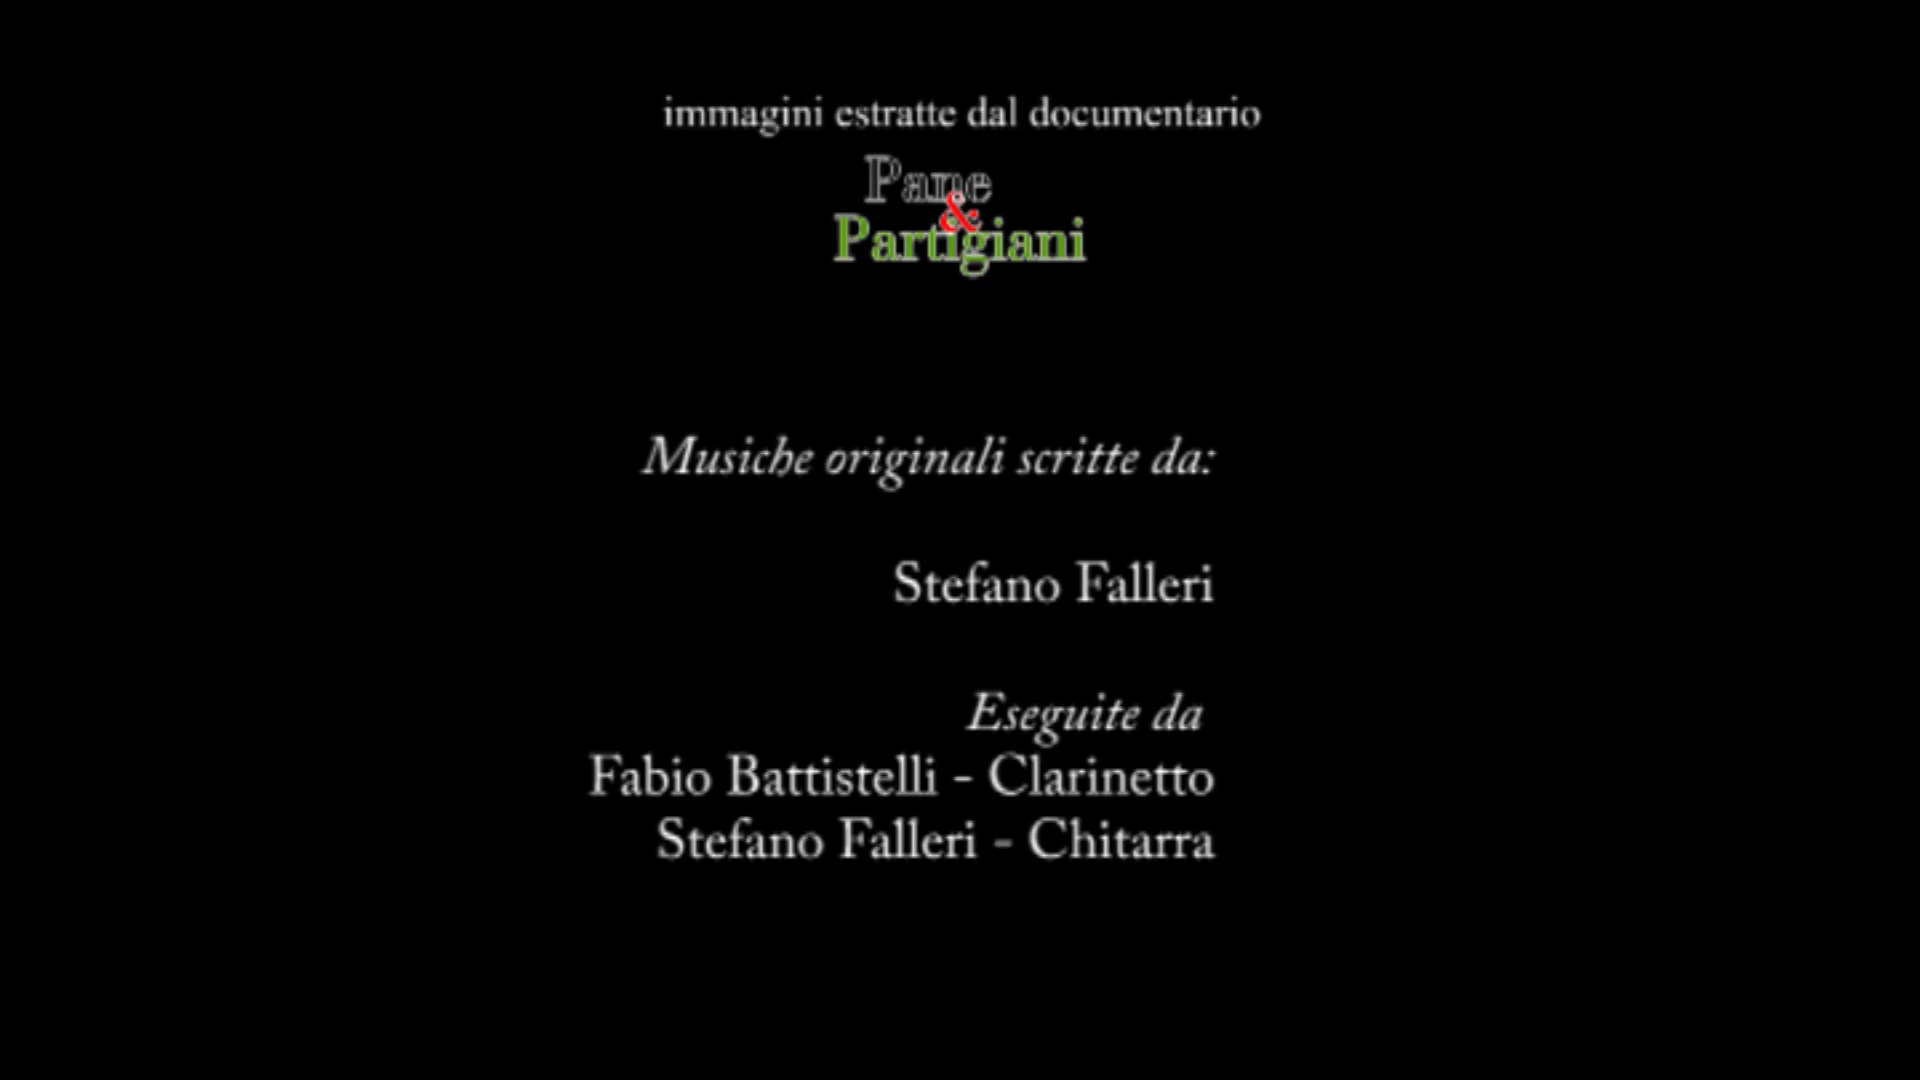 immagini estratte dal documentario
Pane
&
Partigiani
Musiche originali scritte da:
Stefano Falleri
Eseguite da
Fabio Battistelli - Clarinetto
Stefano Falleri - Chitarra